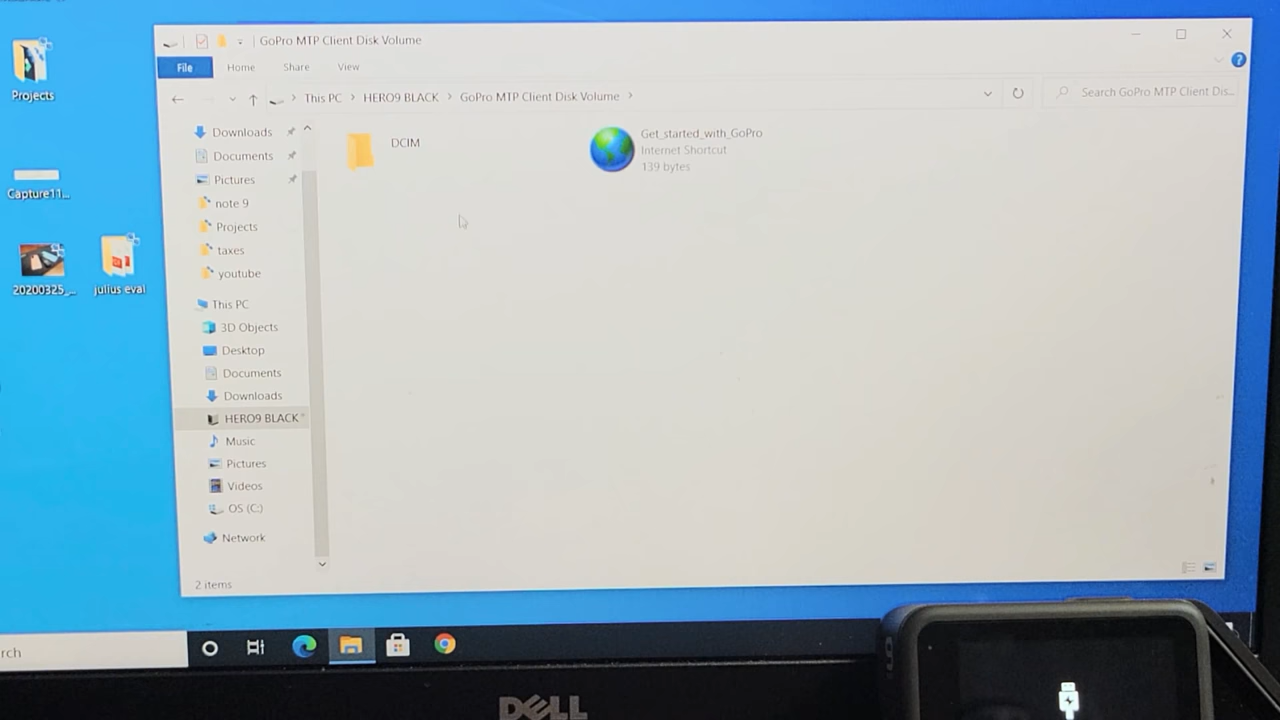 GoPro MTP Client Disk Volume
File Home Share View
This PC HERO9 BLACK GoPro MTP Client Disk Volume
Search GoPro MTP Client Dis...
Projects
Capture11...
20200325_...
julius eval
Downloads
Documents
Pictures
note 9
Projects
taxes
youtube
This PC
3D Objects
Desktop
Documents
Downloads
HERO9 BLACK
Music
Pictures
Videos
OS (C:)
Network
DCIM
Get_started_with_GoPro
Internet Shortcut
139 bytes
2 items
rch
DELL